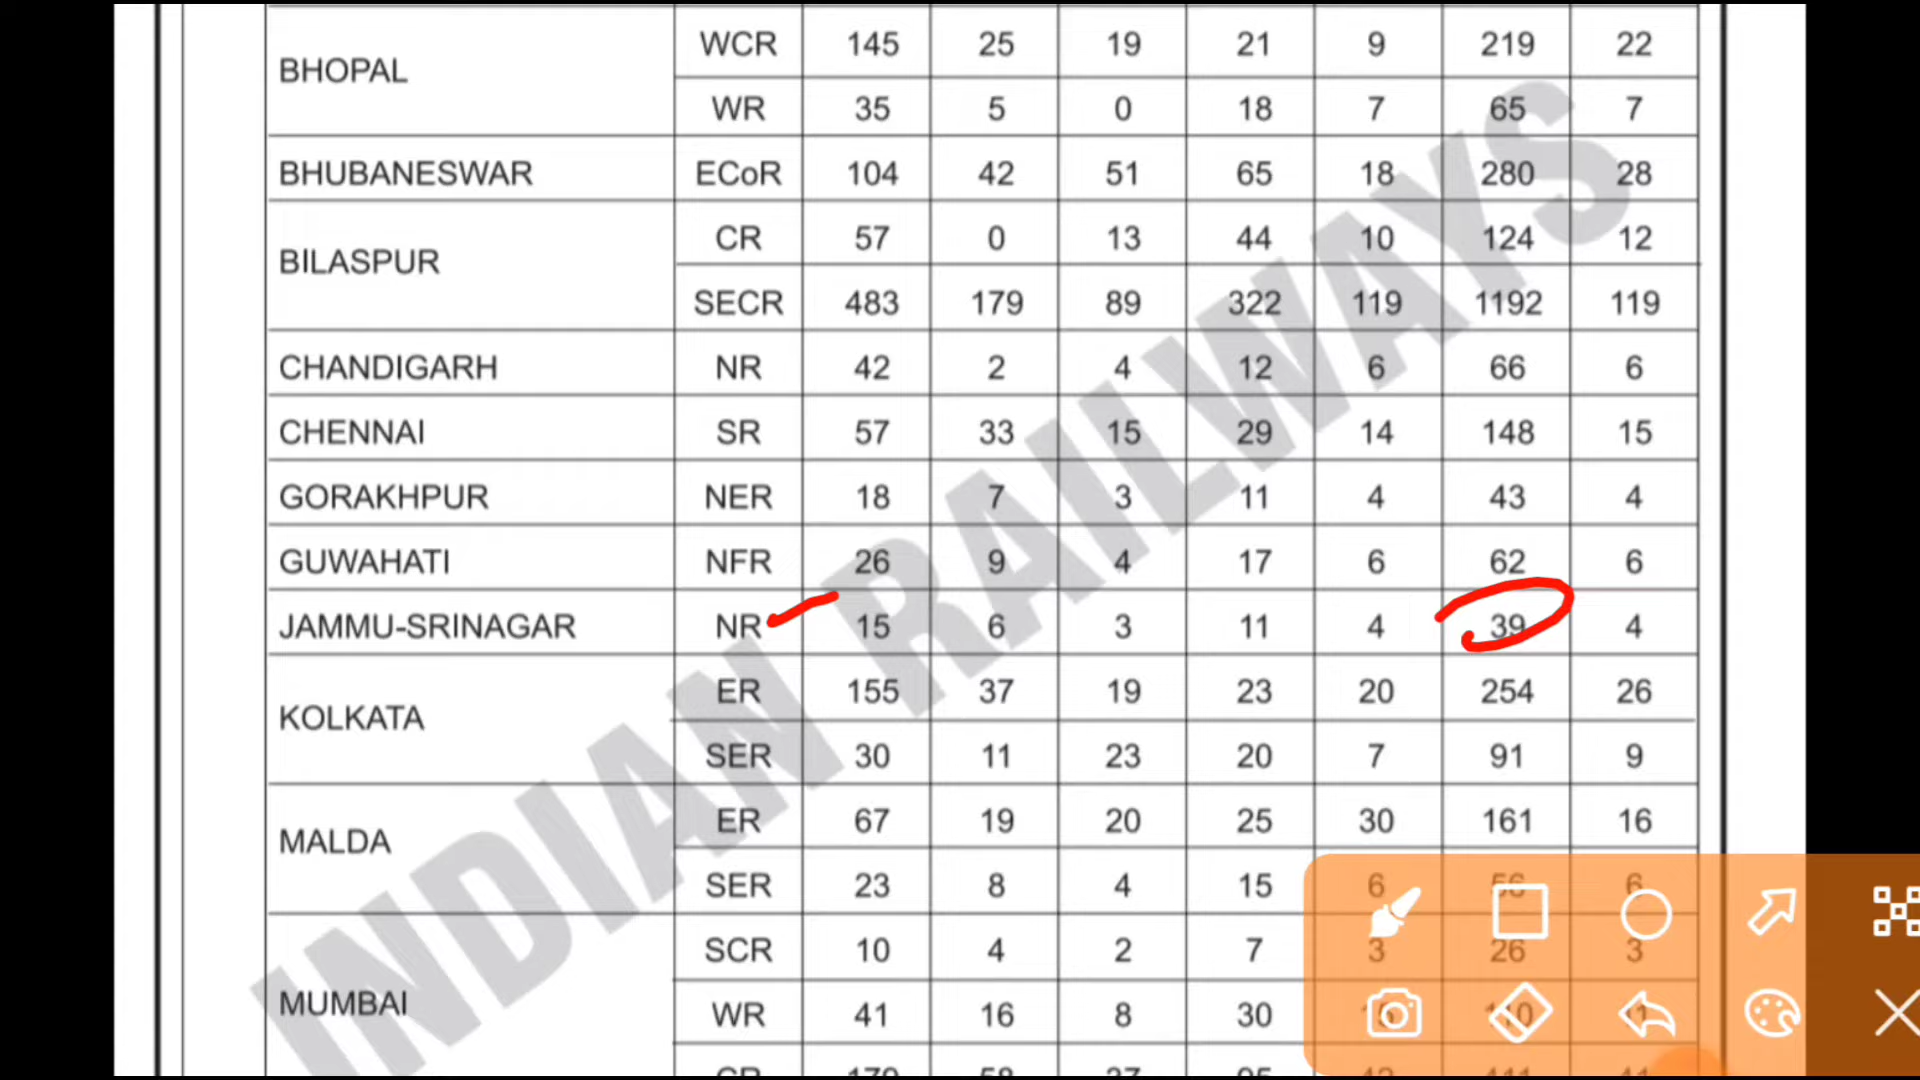 BHOPAL WCR 145 25 19 21 9 219 22
WR 35 5 0 18 7 65 7
BHUBANESWAR ECoR 104 42 51 65 18 280 28
BILASPUR CR 57 0 13 44 10 124 12
SECR 483 179 89 322 119 1192 119
CHANDIGARH NR 42 2 4 12 6 66 6
CHENNAI SR 57 33 15 29 14 148 15
GORAKHPUR NER 18 7 3 11 4 43 4
GUWAHATI NFR 26 9 4 17 6 62 6
JAMMU-SRINAGAR NR 15 6 3 11 4 39 4
KOLKATA ER 155 37 19 23 20 254 26
SER 30 11 23 20 7 91 9
MALDA ER 67 19 20 25 30 161 16
SER 23 8 4 15 6 56 6
MUMBAI SCR 10 4 2 7 3 26 3
WR 41 16 8 30 15 110 11
INDIAN RAILWAYS